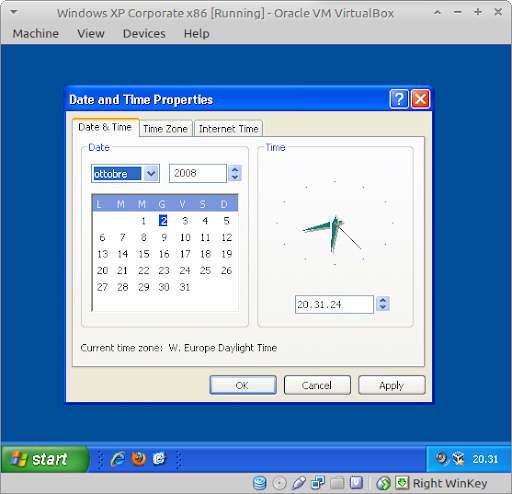 Windows XP Corporate x86 [Running] - Oracle VM VirtualBox
Machine View Devices Help
Date and Time Properties
Date & Time Time Zone Internet Time
Date Time
ottobre 2008
L M M G V S D
1 2 3 4 5
6 7 8 9 10 11 12
13 14 15 16 17 18 19
20 21 22 23 24 25 26
27 28 29 30 31
20.31.24
Current time zone: W. Europe Daylight Time
OK Cancel Apply
start 20.31
Right WinKey